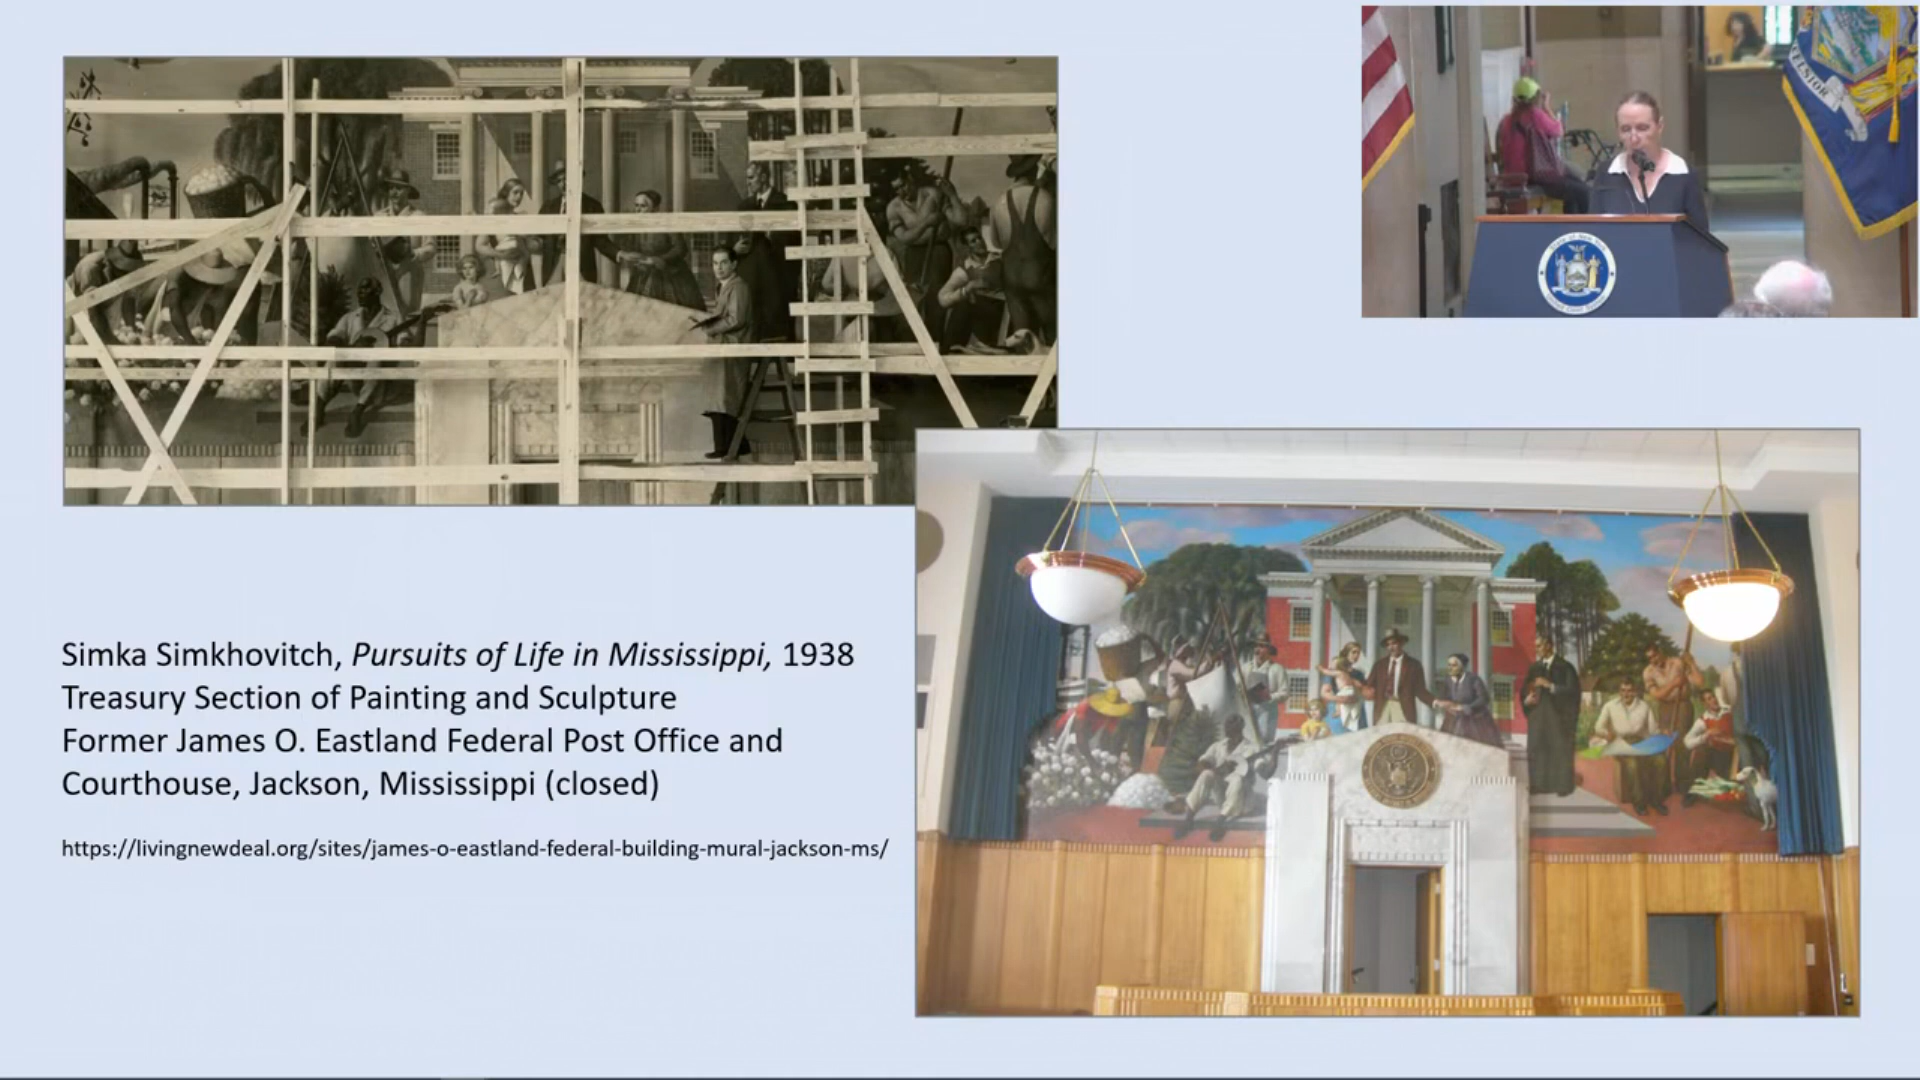 Simka Simkhovitch, Pursuits of Life in Mississippi, 1938
Treasury Section of Painting and Sculpture
Former James O. Eastland Federal Post Office and
Courthouse, Jackson, Mississippi (closed)
https://livingnewdeal.org/sites/james-o-eastland-federal-building-mural-jackson-ms/
CELSIOR